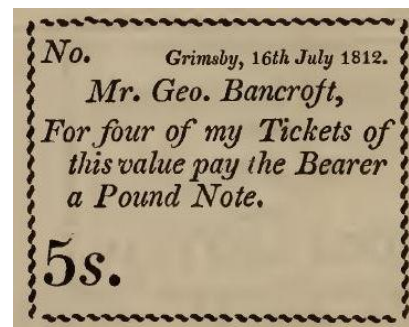 No. Grimsby, 16th July 1812.
Mr. Geo. Bancroft,
For four of my Tickets of
this value pay the Bearer
a Pound Note.
5s.